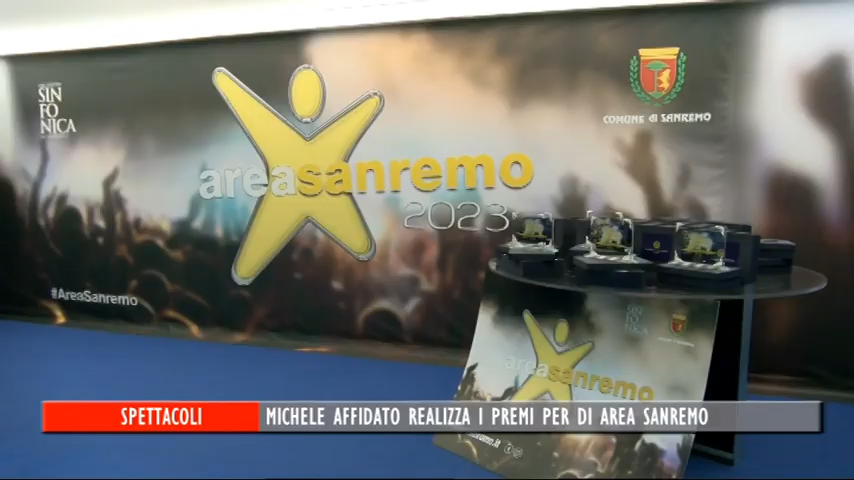 SIN
FO
NICA
COMUNE di SANREMO
areasanremo
2023
#AreaSanremo
SIN
FO
NICA
areasanremo
SPETTACOLI
MICHELE AFFIDATO REALIZZA I PREMI PER DI AREA SANREMO